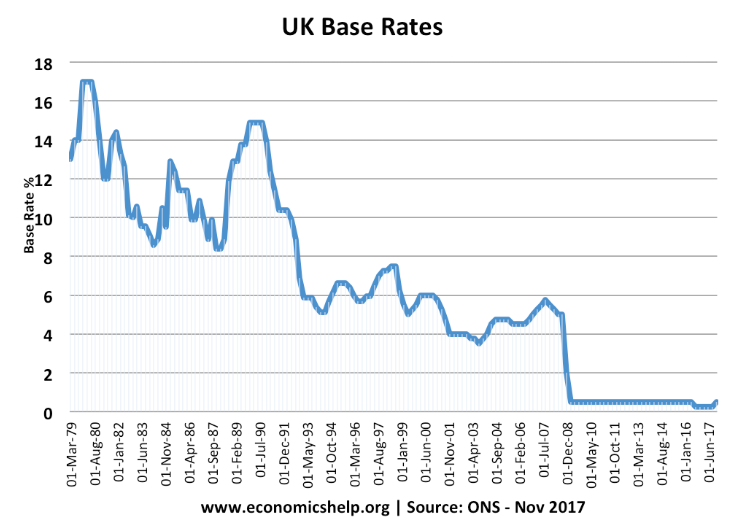 UK Base Rates
18
16
14
12
10
8
6
4
2
0
Base Rate %
01-Mar-79
01-Aug-80
01-Jan-82
01-Jun-83
01-Nov-84
01-Apr-86
01-Sep-87
01-Feb-89
01-Jul-90
01-Dec-91
01-May-93
01-Oct-94
01-Mar-96
01-Aug-97
01-Jan-99
01-Jun-00
01-Nov-01
01-Apr-03
01-Sep-04
01-Feb-06
01-Jul-07
01-Dec-08
01-May-10
01-Oct-11
01-Mar-13
01-Aug-14
01-Jan-16
01-Jun-17
www.economicshelp.org | Source: ONS - Nov 2017